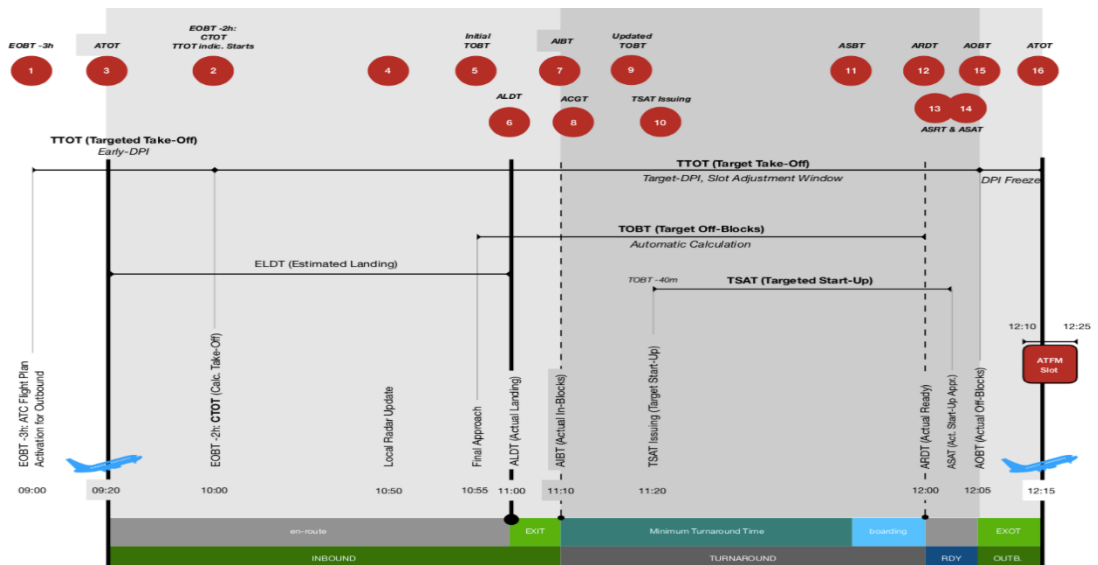 EOBT -3h
ATOT
EOBT -2h:
CTOT
TTOT indic. Starts
Initial
TOBT
AIBT
Updated
TOBT
ASBT
ARDT
AOBT
ATOT
1
3
2
4
5
7
9
11
12
15
16
ALDT
ACGT
TSAT Issuing
6
8
10
13
14
ASRT & ASAT
TTOT (Targeted Take-Off)
Early-DPI
TTOT (Target Take-Off)
Target-DPI, Slot Adjustment Window
DPI Freeze
TOBT (Target Off-Blocks)
Automatic Calculation
ELDT (Estimated Landing)
TOBT -40m
TSAT (Targeted Start-Up)
12:10
12:25
ATFM
Slot
EOBT -3h: ATC Flight Plan
Activation for Outbound
EOBT -2h: CTOT (Calc. Take-Off)
Local Radar Update
Final Approach
ALDT (Actual Landing)
AIBT (Actual In-Blocks)
TSAT Issuing (Target Start-Up)
ARDT (Actual Ready)
ASAT (Act. Start-Up Appr.)
AOBT (Actual Off-Blocks)
09:00
09:20
10:00
10:50
10:55
11:00
11:10
11:20
12:00
12:05
12:15
en-route
EXIT
Minimum Turnaround Time
boarding
EXOT
INBOUND
TURNAROUND
RDY
OUTB.